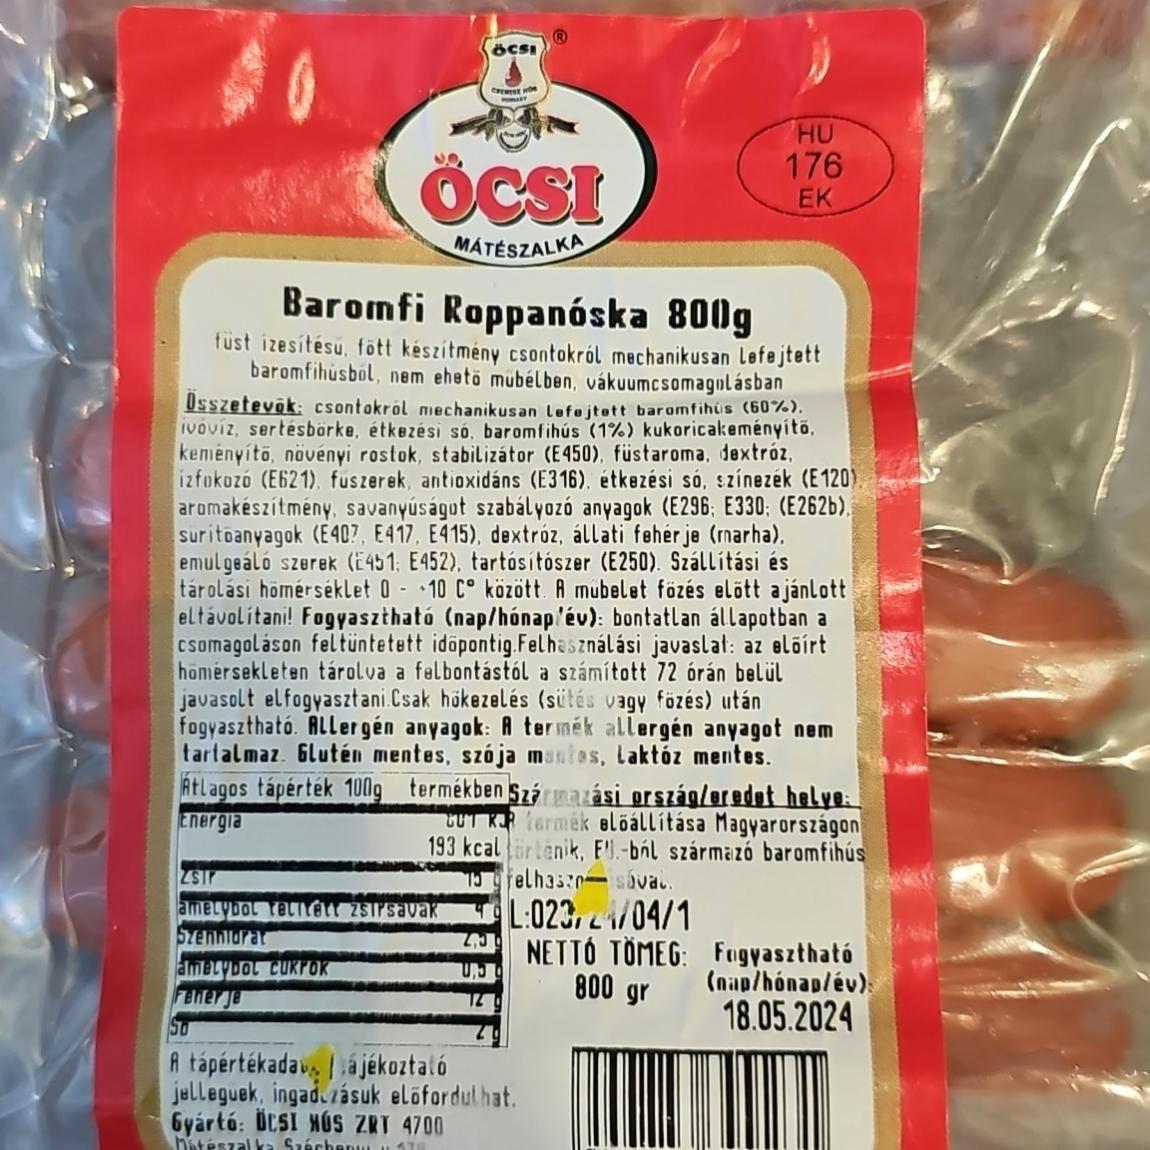 ÖCSI
CSEMEGE HÚS
HUNGARY
®
ÖCSI
MÁTÉSZALKA
HU
176
EK
Baromfi Roppanóska 800g
füst ízesítésű, főtt készítmény csontokról mechanikusan lefejtett
baromfihúsból, nem ehető műbélben, vákuumcsomagolásban
Összetevők: csontokról mechanikusan lefejtett baromfihús (60%),
ivóvíz, sertésbőrke, étkezési só, baromfihús (1%) kukoricakeményítő,
keményítő, növényi rostok, stabilizátor (E450), füstaroma, dextróz,
ízfokozó (E621), fűszerek, antioxidáns (E316), étkezési só, színezék (E120)
aromakészítmény, savanyúságot szabályozó anyagok (E296; E330; (E262b),
sűrítőanyagok (E407, E417, E415), dextróz, állati fehérje (marha),
emulgeáló szerek (E451; E452), tartósítószer (E250). Szállítási és
tárolási hőmérséklet 0 - +10 C° között. A műbelet főzés előtt ajánlott
eltávolítani! Fogyasztható (nap/hónap/év): bontatlan állapotban a
csomagoláson feltüntetett időpontig.Felhasználási javaslat: az előírt
hőmérsékleten tárolva a felbontástól a számított 72 órán belül
javasolt elfogyasztani.Csak hőkezelés (sütés vagy főzés) után
fogyasztható. Allergén anyagok: A termék allergén anyagot nem
tartalmaz. Glutén mentes, szója mentes, Laktóz mentes.
Átlagos tápérték 100g termékben
Energia
193 kcal
Zsír 15 g
amelyből telített zsírsavak 4 g
Szénhidrát 2,5 g
amelyből cukrok 0,5 g
Fehérje 12 g
Só 2 g
A tápértékadatok tájékoztató
jellegűek, ingadozásuk előfordulhat.
Gyártó: ÖCSI HÚS ZRT 4700
Mátészalka Széchenyi u
Származási ország/eredet helye:
A termék előállítása Magyarországon
történik, EU.-ból származó baromfihús
felhasználásával.
L:023/24/04/1
NETTÓ TÖMEG:
800 gr
Fogyasztható
(nap/hónap/év):
18.05.2024